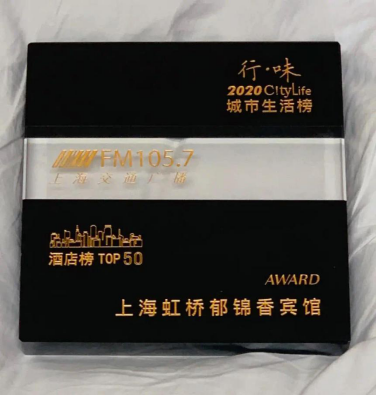 行·味
2020 CityLife
城市生活榜
FM105.7
上海交通广播
酒店榜 TOP 50
AWARD
上海虹桥郁锦香宾馆